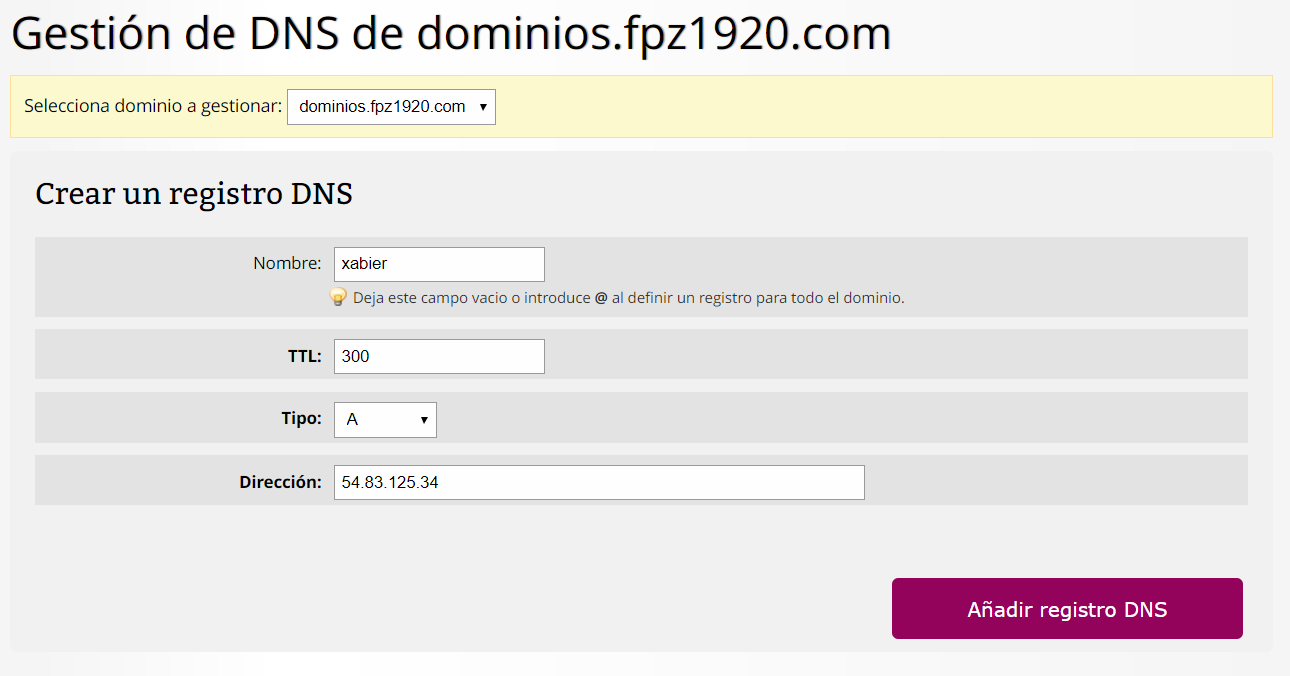 Gestión de DNS de dominios.fpz1920.com
Selecciona dominio a gestionar: dominios.fpz1920.com
Crear un registro DNS
Nombre: xabier
Deja este campo vacio o introduce @ al definir un registro para todo el dominio.
TTL: 300
Tipo: A
Dirección: 54.83.125.34
Añadir registro DNS